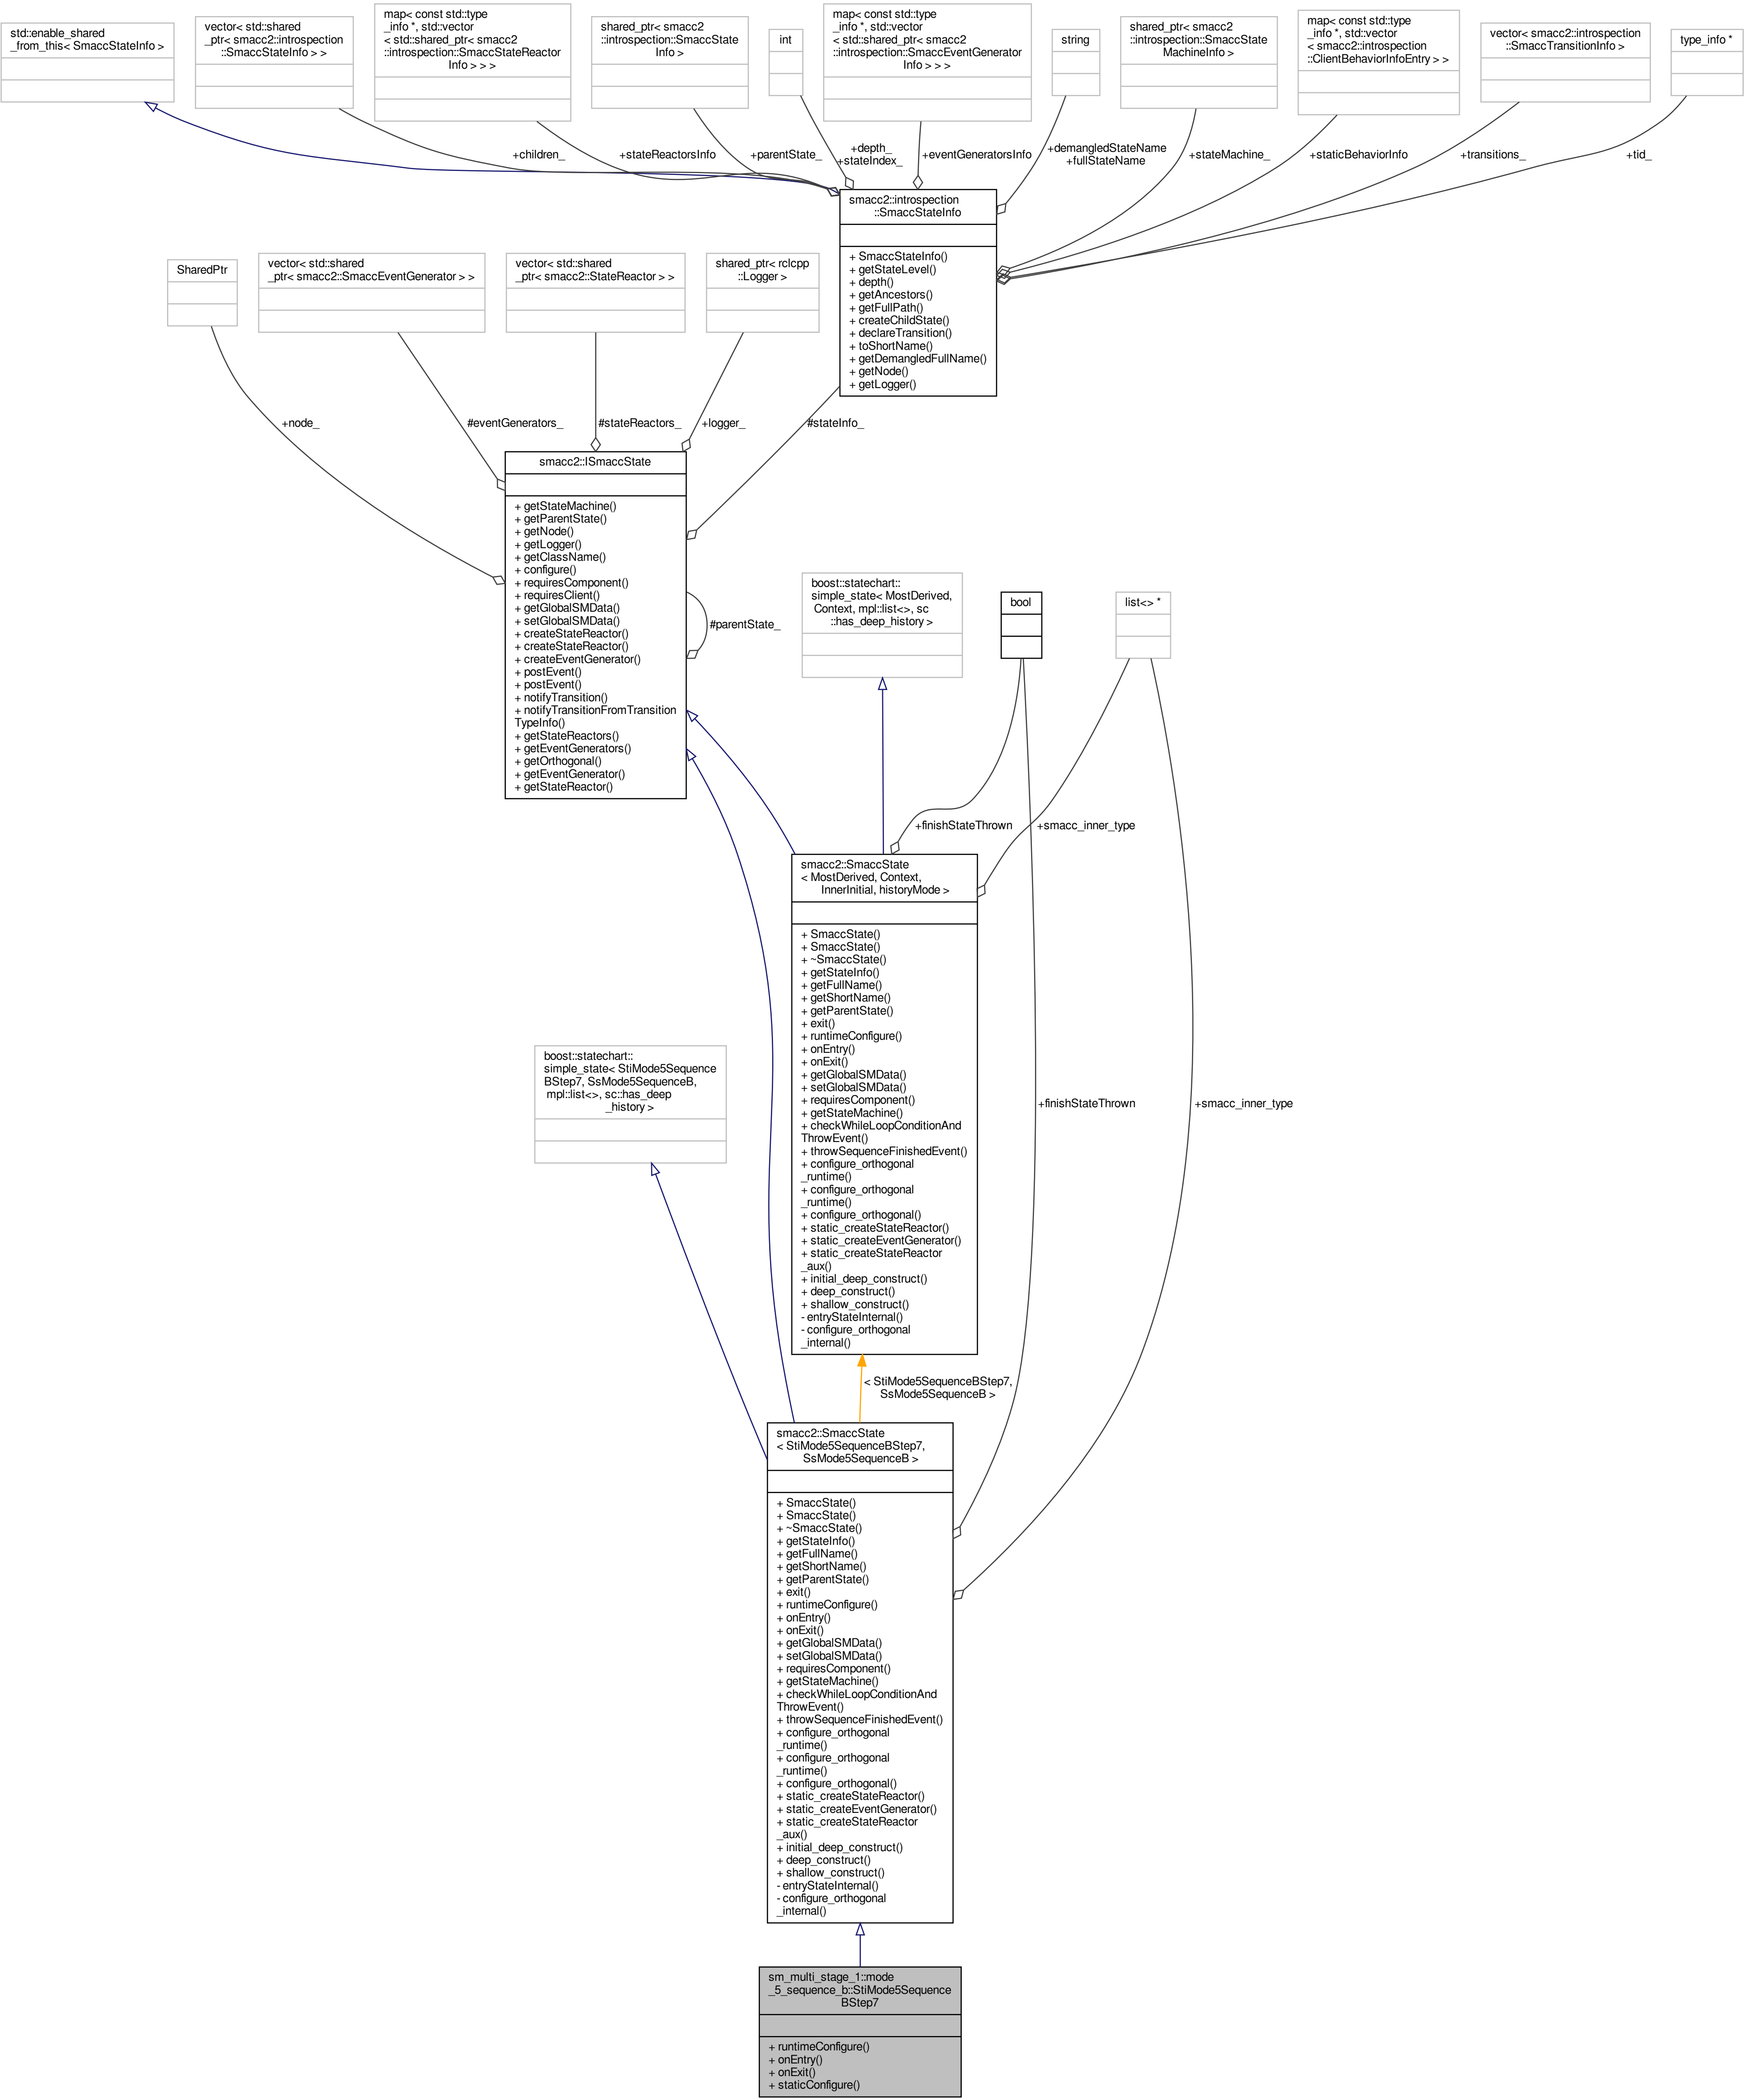 std::enable_shared
_from_this< SmaccStateInfo >
vector< std::shared
_ptr< smacc2::introspection
::SmaccStateInfo > >
map< const std::type
_info *, std::vector
< std::shared_ptr< smacc2
::introspection::SmaccStateReactor
Info > > >
shared_ptr< smacc2
::introspection::SmaccState
Info >
int
map< const std::type
_info *, std::vector
< std::shared_ptr< smacc2
::introspection::SmaccEventGenerator
Info > > >
string
shared_ptr< smacc2
::introspection::SmaccState
MachineInfo >
map< const std::type
_info *, std::vector
< smacc2::introspection
::ClientBehaviorInfoEntry > >
vector< smacc2::introspection
::SmaccTransitionInfo >
type_info *
+children_
+stateReactorsInfo
+parentState_
+depth_
+stateIndex_
+eventGeneratorsInfo
+demangledStateName
+fullStateName
+stateMachine_
+staticBehaviorInfo
+transitions_
+tid_
smacc2::introspection
::SmaccStateInfo
+ SmaccStateInfo()
+ getStateLevel()
+ depth()
+ getAncestors()
+ getFullPath()
+ createChildState()
+ declareTransition()
+ toShortName()
+ getDemangledFullName()
+ getNode()
+ getLogger()
SharedPtr
vector< std::shared
_ptr< smacc2::SmaccEventGenerator > >
vector< std::shared
_ptr< smacc2::StateReactor > >
shared_ptr< rclcpp
::Logger >
+node_
#eventGenerators_
#stateReactors_
+logger_
#stateInfo_
smacc2::ISmaccState
+ getStateMachine()
+ getParentState()
+ getNode()
+ getLogger()
+ getClassName()
+ configure()
+ requiresComponent()
+ requiresClient()
+ getGlobalSMData()
+ setGlobalSMData()
+ createStateReactor()
+ createStateReactor()
+ createEventGenerator()
+ postEvent()
+ postEvent()
+ notifyTransition()
+ notifyTransitionFromTransition
TypeInfo()
+ getStateReactors()
+ getEventGenerators()
+ getOrthogonal()
+ getEventGenerator()
+ getStateReactor()
#parentState_
boost::statechart::
simple_state< MostDerived,
Context, mpl::list<>, sc
::has_deep_history >
bool
list<> *
+finishStateThrown
+smacc_inner_type
smacc2::SmaccState
< MostDerived, Context,
InnerInitial, historyMode >
+ SmaccState()
+ SmaccState()
+ ~SmaccState()
+ getStateInfo()
+ getFullName()
+ getShortName()
+ getParentState()
+ exit()
+ runtimeConfigure()
+ onEntry()
+ onExit()
+ getGlobalSMData()
+ setGlobalSMData()
+ requiresComponent()
+ getStateMachine()
+ checkWhileLoopConditionAnd
ThrowEvent()
+ throwSequenceFinishedEvent()
+ configure_orthogonal
_runtime()
+ configure_orthogonal
_runtime()
+ configure_orthogonal()
+ static_createStateReactor()
+ static_createEventGenerator()
+ static_createStateReactor
_aux()
+ initial_deep_construct()
+ deep_construct()
+ shallow_construct()
- entryStateInternal()
- configure_orthogonal
_internal()
boost::statechart::
simple_state< StiMode5Sequence
BStep7, SsMode5SequenceB,
mpl::list<>, sc::has_deep
_history >
+finishStateThrown
+smacc_inner_type
< StiMode5SequenceBStep7,
SsMode5SequenceB >
smacc2::SmaccState
< StiMode5SequenceBStep7,
SsMode5SequenceB >
+ SmaccState()
+ SmaccState()
+ ~SmaccState()
+ getStateInfo()
+ getFullName()
+ getShortName()
+ getParentState()
+ exit()
+ runtimeConfigure()
+ onEntry()
+ onExit()
+ getGlobalSMData()
+ setGlobalSMData()
+ requiresComponent()
+ getStateMachine()
+ checkWhileLoopConditionAnd
ThrowEvent()
+ throwSequenceFinishedEvent()
+ configure_orthogonal
_runtime()
+ configure_orthogonal
_runtime()
+ configure_orthogonal()
+ static_createStateReactor()
+ static_createEventGenerator()
+ static_createStateReactor
_aux()
+ initial_deep_construct()
+ deep_construct()
+ shallow_construct()
- entryStateInternal()
- configure_orthogonal
_internal()
sm_multi_stage_1::mode
_5_sequence_b::StiMode5Sequence
BStep7
+ runtimeConfigure()
+ onEntry()
+ onExit()
+ staticConfigure()